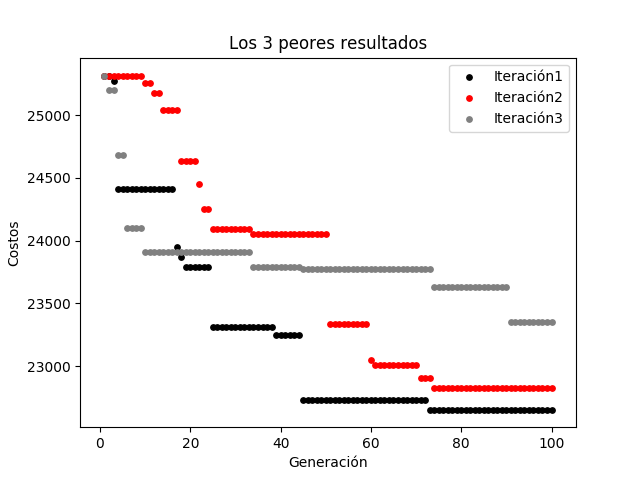 Los 3 peores resultados
Iteración1
Iteración2
Iteración3
25000
24500
24000
23500
23000
Costos
0 20 40 60 80 100
Generación